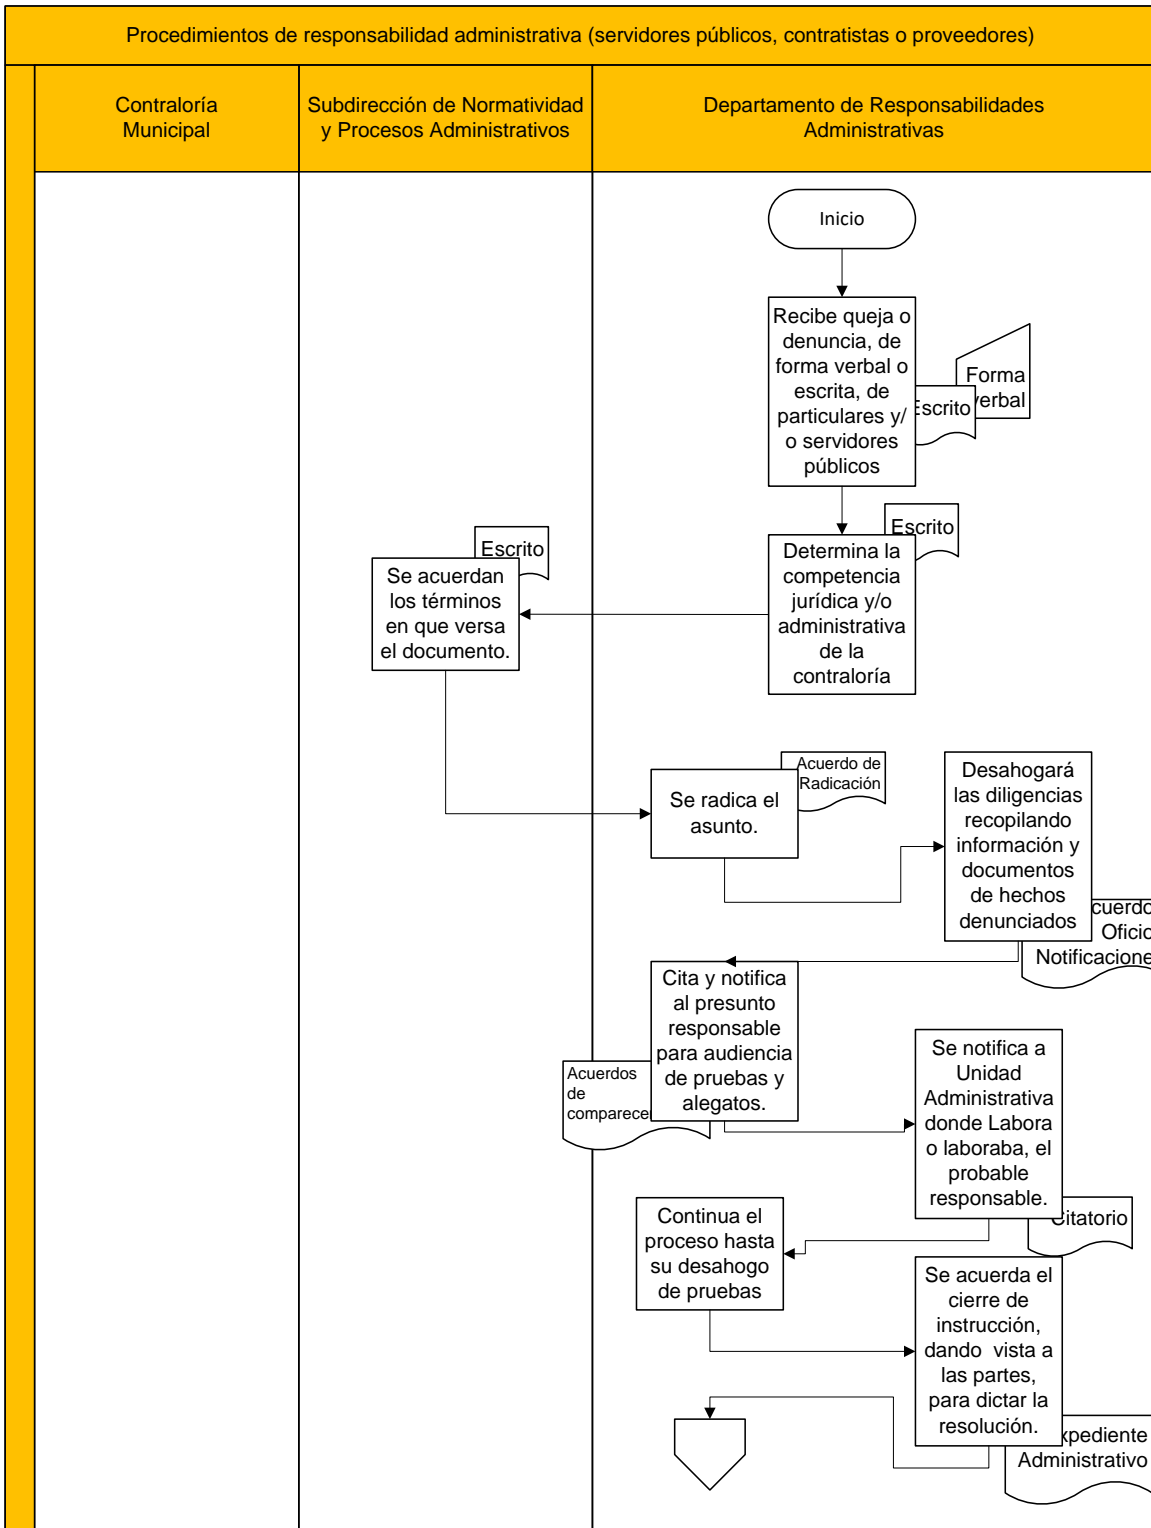 Procedimientos de responsabilidad administrativa (servidores públicos, contratistas o proveedores)
Contraloría
Municipal
Subdirección de Normatividad
y Procesos Administrativos
Departamento de Responsabilidades
Administrativas
Inicio
Recibe queja o
denuncia, de
forma verbal o
escrita, de
particulares y/
o servidores
públicos
Forma
verbal
Escrito
Escrito
Determina la
competencia
jurídica y/o
administrativa
de la
contraloría
Escrito
Se acuerdan
los términos
en que versa
el documento.
Acuerdo de
Radicación
Se radica el
asunto.
Desahogará
las diligencias
recopilando
información y
documentos
de hechos
denunciados
cuerdo
Oficio
Notificacione
Cita y notifica
al presunto
responsable
para audiencia
de pruebas y
alegatos.
Acuerdos
de
comparecen
Se notifica a
Unidad
Administrativa
donde Labora
o laboraba, el
probable
responsable.
Citatorio
Continua el
proceso hasta
su desahogo
de pruebas
Se acuerda el
cierre de
instrucción,
dando vista a
las partes,
para dictar la
resolución.
xpediente
Administrativo